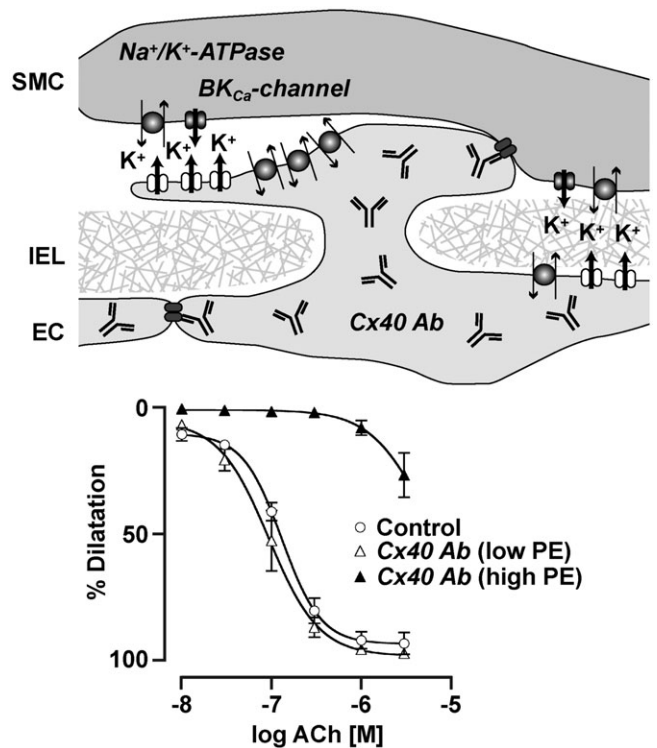 Na⁺/K⁺-ATPase
SMC
BK_Ca-channel
K⁺ K⁺ K⁺
K⁺
K⁺ K⁺
IEL
EC
Cx40 Ab
0
50
100
% Dilatation
Control
Cx40 Ab (low PE)
Cx40 Ab (high PE)
-8 -7 -6 -5
log ACh [M]